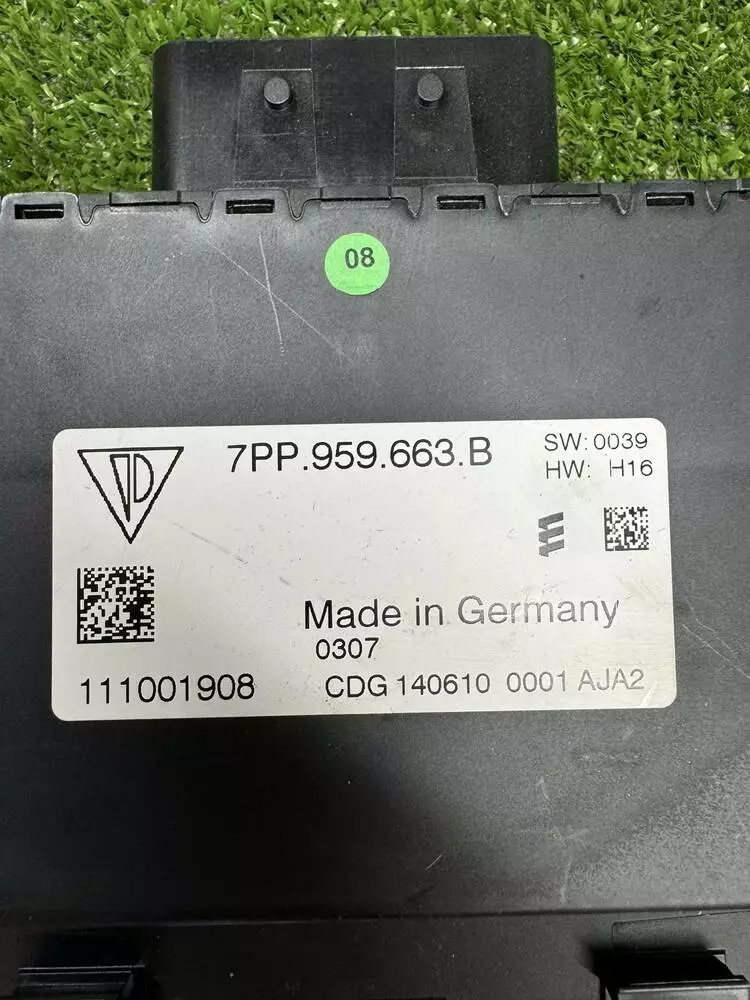 08
7PP.959.663.B
SW: 0039
HW: H16
Made in Germany
0307
111001908
CDG 140610 0001 AJA2